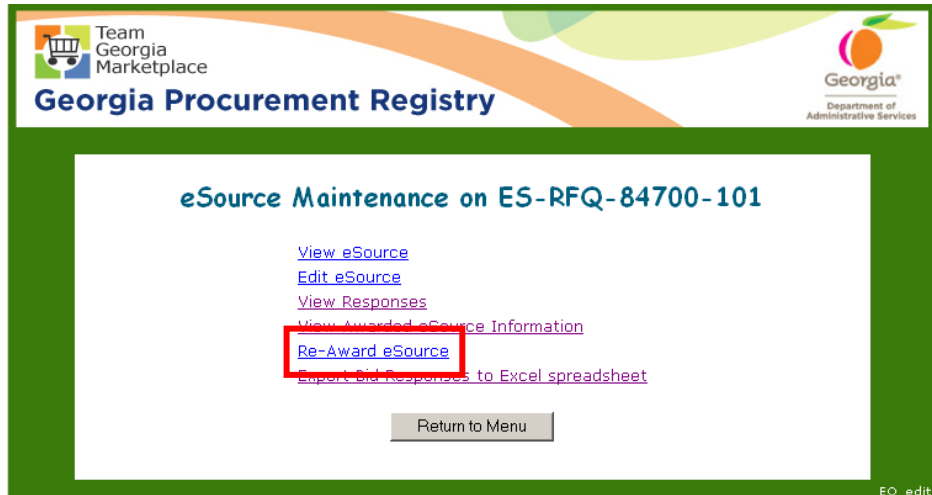 Team
Georgia
Marketplace
Georgia Procurement Registry
Georgia®
Department of
Administrative Services
eSource Maintenance on ES-RFQ-84700-101
View eSource
Edit eSource
View Responses
View Awarded eSource Information
Re-Award eSource
Export Bid Responses to Excel spreadsheet
Return to Menu
EO_edit